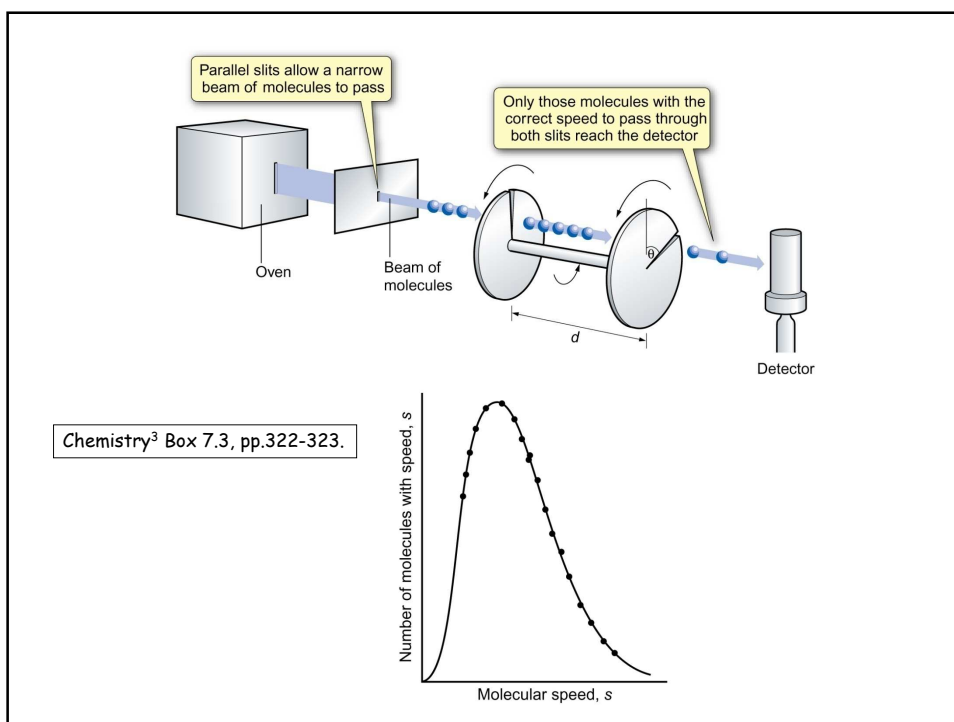 Parallel slits allow a narrow
beam of molecules to pass
Only those molecules with the
correct speed to pass through
both slits reach the detector
Oven
Beam of
molecules
θ
d
Detector
Chemistry³ Box 7.3, pp.322-323.
Number of molecules with speed, s
Molecular speed, s